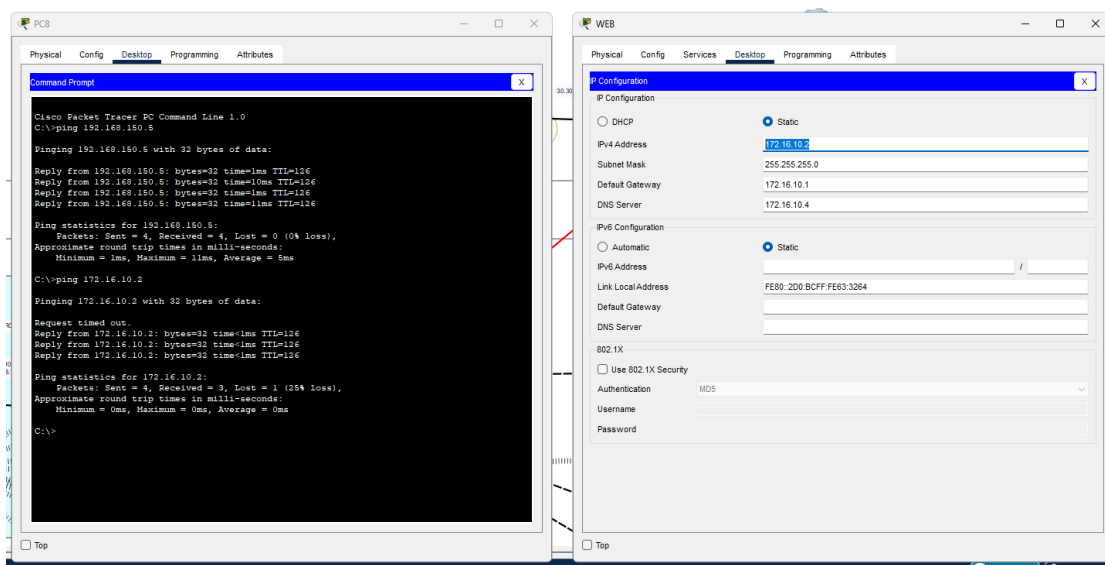 PC8
Physical Config Desktop Programming Attributes
Command Prompt
X
Cisco Packet Tracer PC Command Line 1.0
C:\>ping 192.168.150.5
Pinging 192.168.150.5 with 32 bytes of data:
Reply from 192.168.150.5: bytes=32 time=1ms TTL=126
Reply from 192.168.150.5: bytes=32 time=10ms TTL=126
Reply from 192.168.150.5: bytes=32 time=1ms TTL=126
Reply from 192.168.150.5: bytes=32 time=11ms TTL=126
Ping statistics for 192.168.150.5:
Packets: Sent = 4, Received = 4, Lost = 0 (0% loss),
Approximate round trip times in milli-seconds:
Minimum = 1ms, Maximum = 11ms, Average = 5ms
C:\>ping 172.16.10.2
Pinging 172.16.10.2 with 32 bytes of data:
Request timed out.
Reply from 172.16.10.2: bytes=32 time<1ms TTL=126
Reply from 172.16.10.2: bytes=32 time<1ms TTL=126
Reply from 172.16.10.2: bytes=32 time<1ms TTL=126
Ping statistics for 172.16.10.2:
Packets: Sent = 4, Received = 3, Lost = 1 (25% loss),
Approximate round trip times in milli-seconds:
Minimum = 0ms, Maximum = 0ms, Average = 0ms
C:\>
Top
30.30
WEB
Physical Config Services Desktop Programming Attributes
IP Configuration
X
IP Configuration
DHCP Static
IPv4 Address 172.16.10.2
Subnet Mask 255.255.255.0
Default Gateway 172.16.10.1
DNS Server 172.16.10.4
IPv6 Configuration
Automatic Static
IPv6 Address /
Link Local Address FE80::2D0:BCFF:FE63:3264
Default Gateway
DNS Server
802.1X
Use 802.1X Security
Authentication MD5
Username
Password
Top